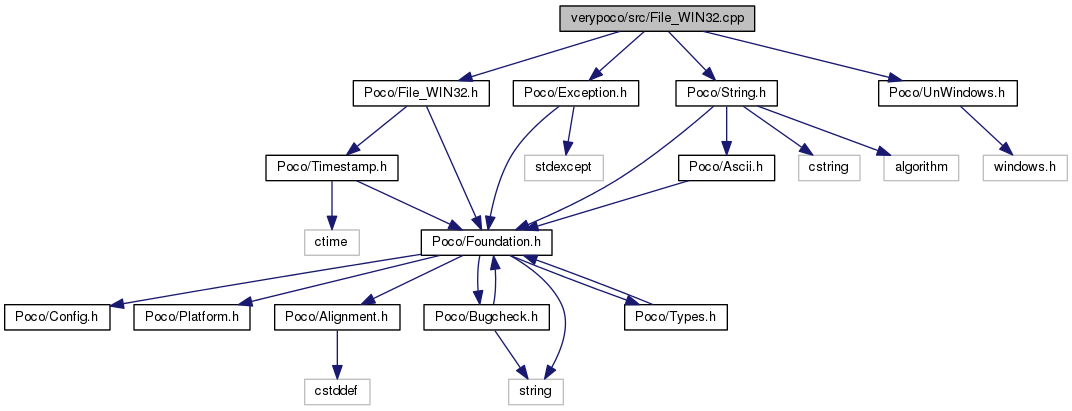 verypoco/src/File_WIN32.cpp
Poco/File_WIN32.h
Poco/Exception.h
Poco/String.h
Poco/UnWindows.h
Poco/Timestamp.h
stdexcept
Poco/Ascii.h
cstring
algorithm
windows.h
ctime
Poco/Foundation.h
Poco/Config.h
Poco/Platform.h
Poco/Alignment.h
Poco/Bugcheck.h
Poco/Types.h
cstddef
string